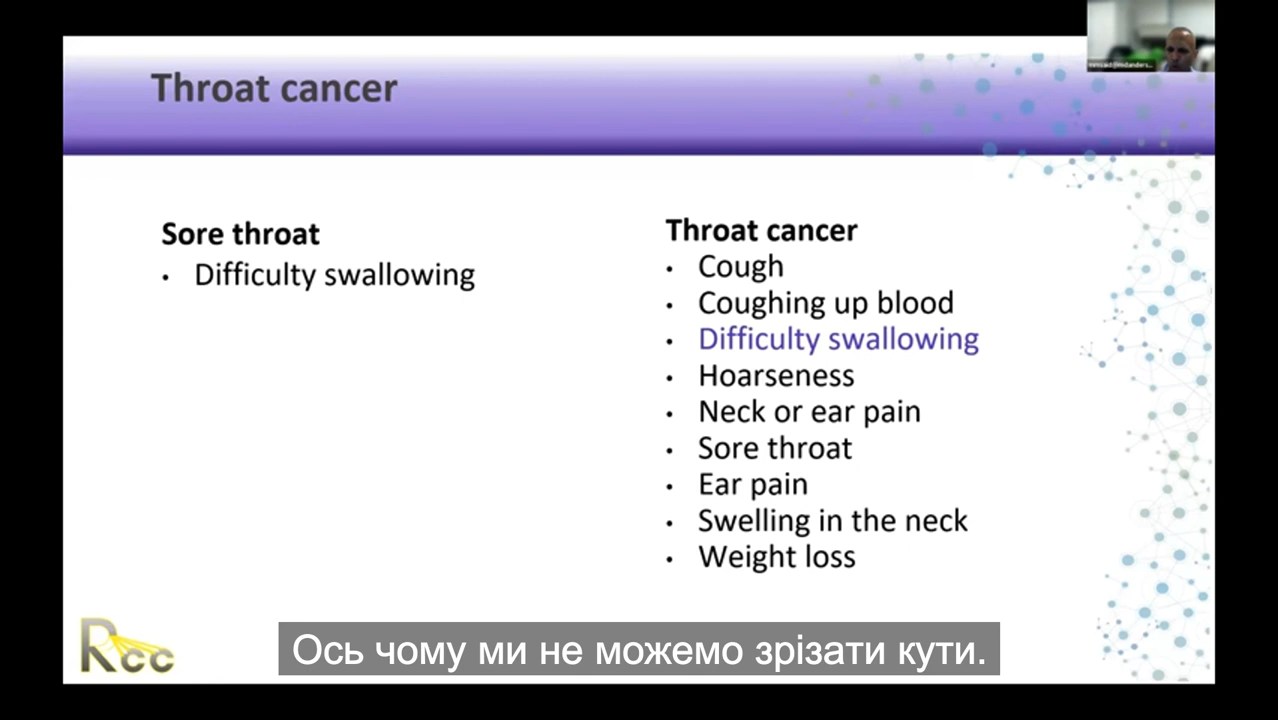 Throat cancer
Sore throat
• Difficulty swallowing
Throat cancer
• Cough
• Coughing up blood
• Difficulty swallowing
• Hoarseness
• Neck or ear pain
• Sore throat
• Ear pain
• Swelling in the neck
• Weight loss
Rcc
Ось чому ми не можемо зрізати кути.